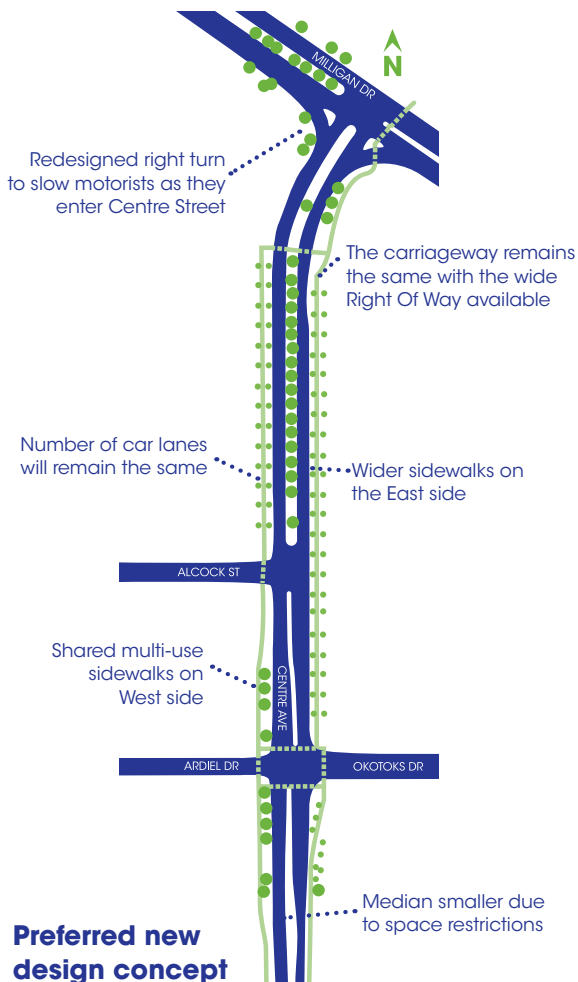 MILLIGAN DR
N
Redesigned right turn
to slow motorists as they
enter Centre Street
The carriageway remains
the same with the wide
Right Of Way available
Number of car lanes
will remain the same
Wider sidewalks on
the East side
ALCOCK ST
Shared multi-use
sidewalks on
West side
CENTRE AVE
ARDIEL DR
OKOTOKS DR
Median smaller due
to space restrictions
Preferred new
design concept